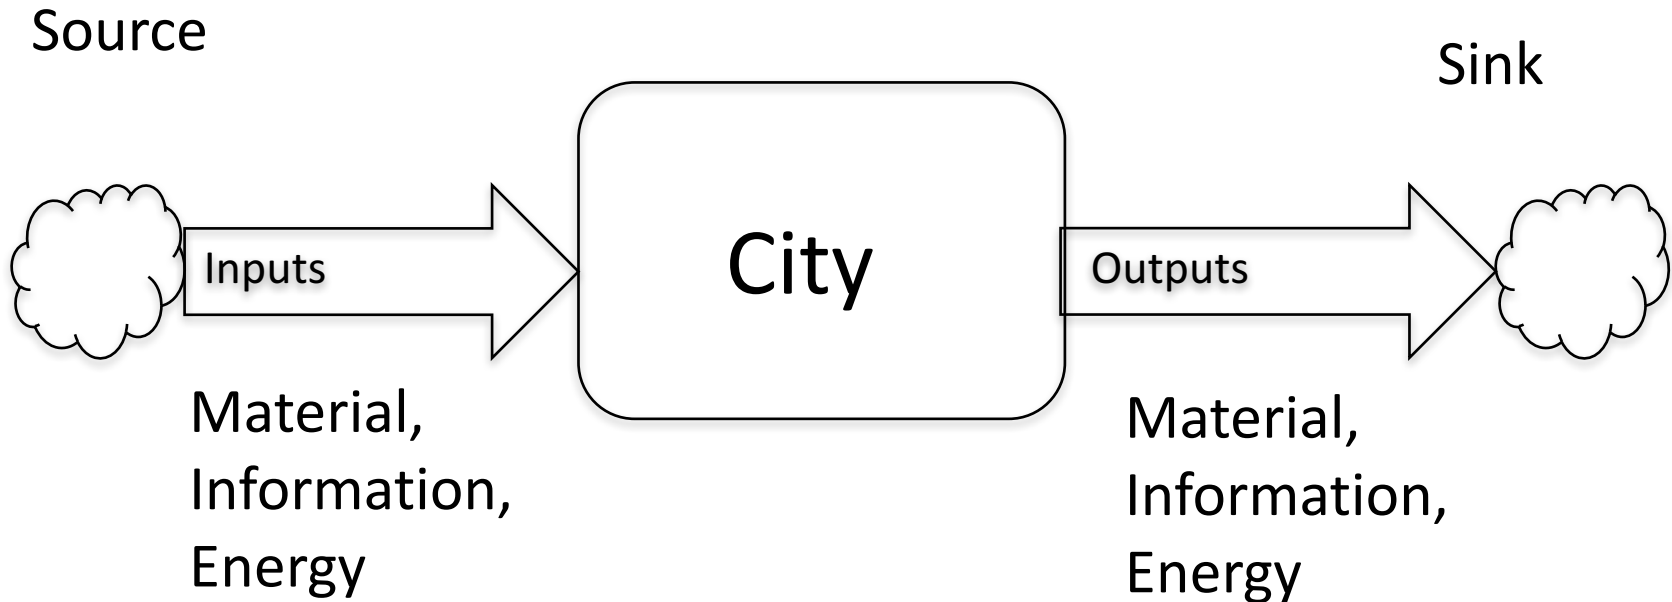 Source
Sink
Inputs
City
Outputs
Material,
Information,
Energy
Material,
Information,
Energy